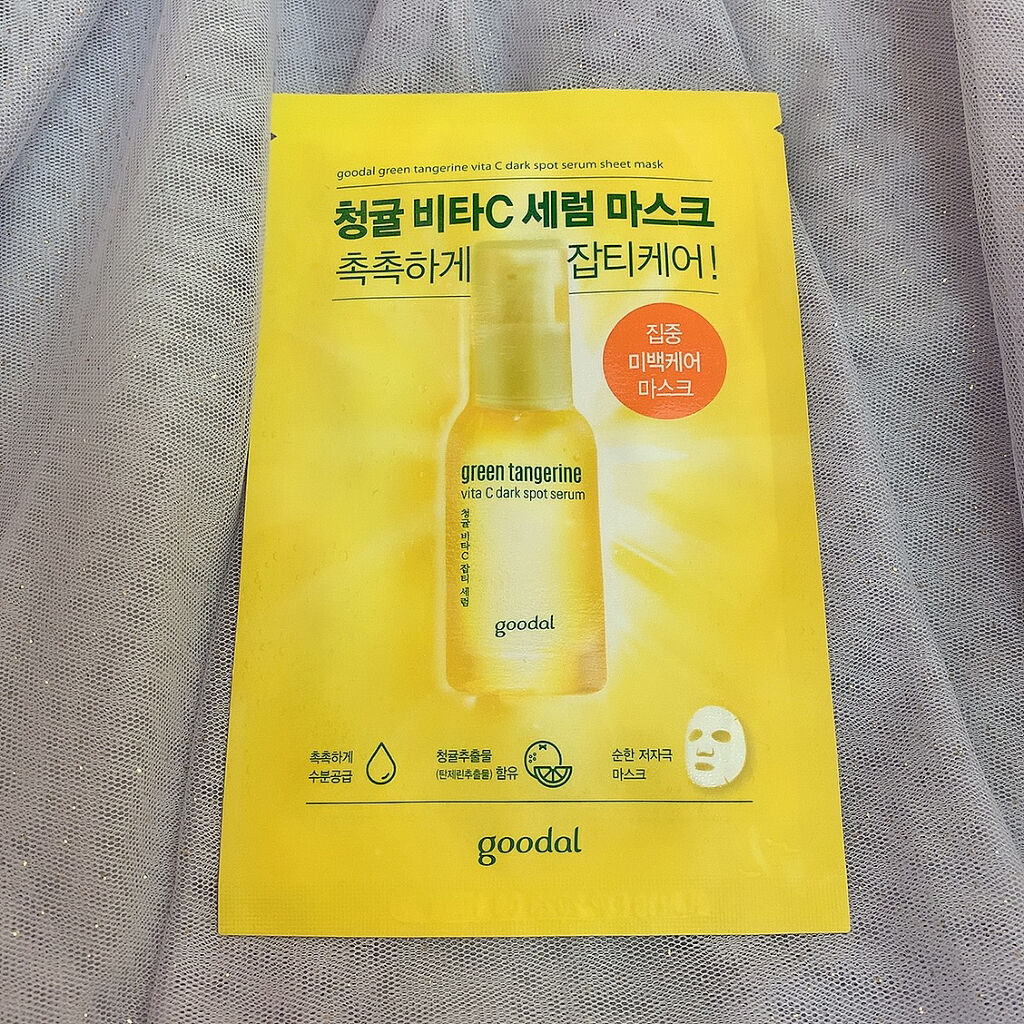 goodal green tangerine vita C dark spot serum sheet mask
청귤 비타C 세럼 마스크
촉촉하게 잡티케어!
집중
미백케어
마스크
green tangerine
vita C dark spot serum
청귤 비타C 잡티 세럼
goodal
촉촉하게
수분공급
청귤추출물
(탄제린추출물) 함유
순한 저자극
마스크
goodal